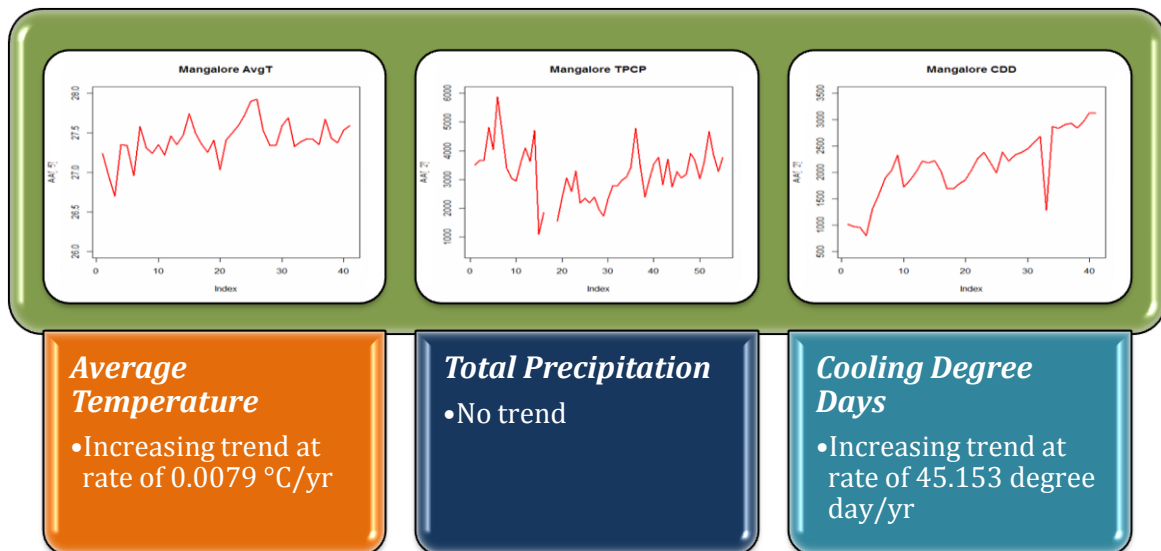 Mangalore AvgT
28.0
27.5
27.0
26.5
26.0
0
10
20
30
40
Index
Mangalore TPCP
6000
5000
4000
3000
2000
1000
0
10
20
30
40
50
Index
Mangalore CDD
3500
3000
2500
2000
1500
1000
500
0
10
20
30
40
Index
Average
Temperature
•Increasing trend at
rate of 0.0079 °C/yr
Total Precipitation
•No trend
Cooling Degree
Days
•Increasing trend at
rate of 45.153 degree
day/yr